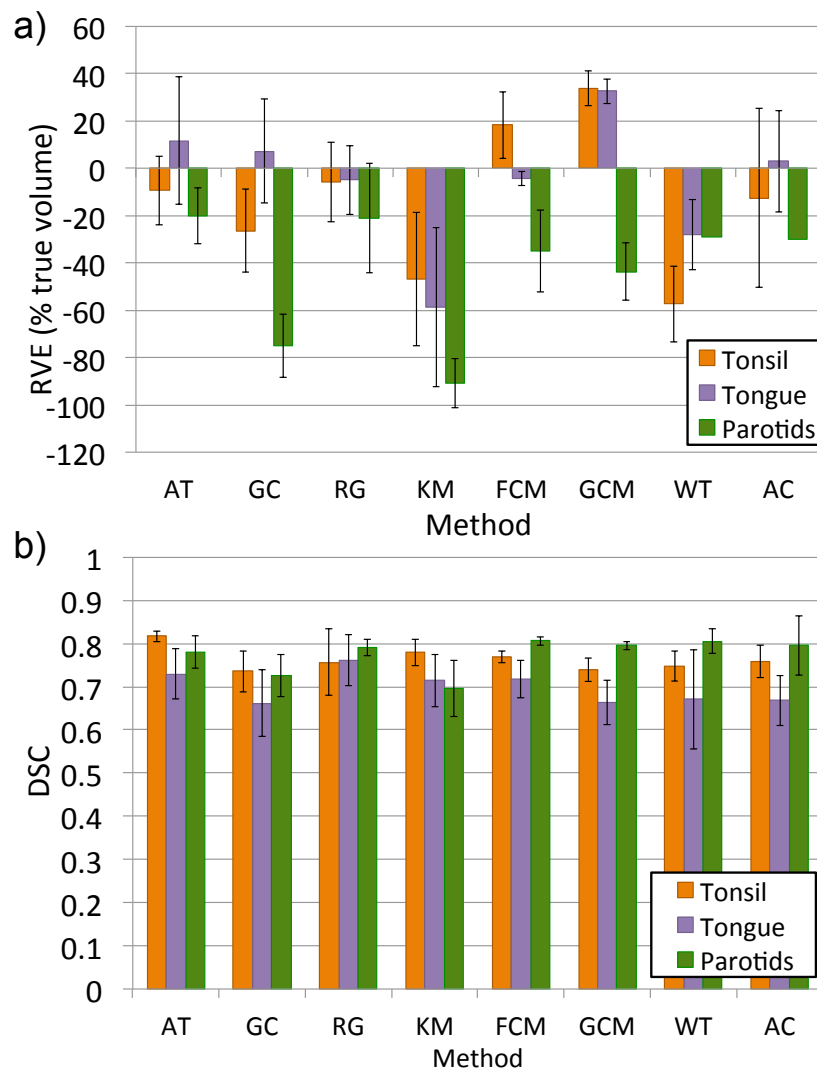 a)
60
40
20
0
-20
-40
-60
-80
-100
-120
RVE (% true volume)
Tonsil
Tongue
Parotids
AT GC RG KM FCM GCM WT AC
Method
b)
1
0.9
0.8
0.7
0.6
0.5
0.4
0.3
0.2
0.1
0
DSC
Tonsil
Tongue
Parotids
AT GC RG KM FCM GCM WT AC
Method